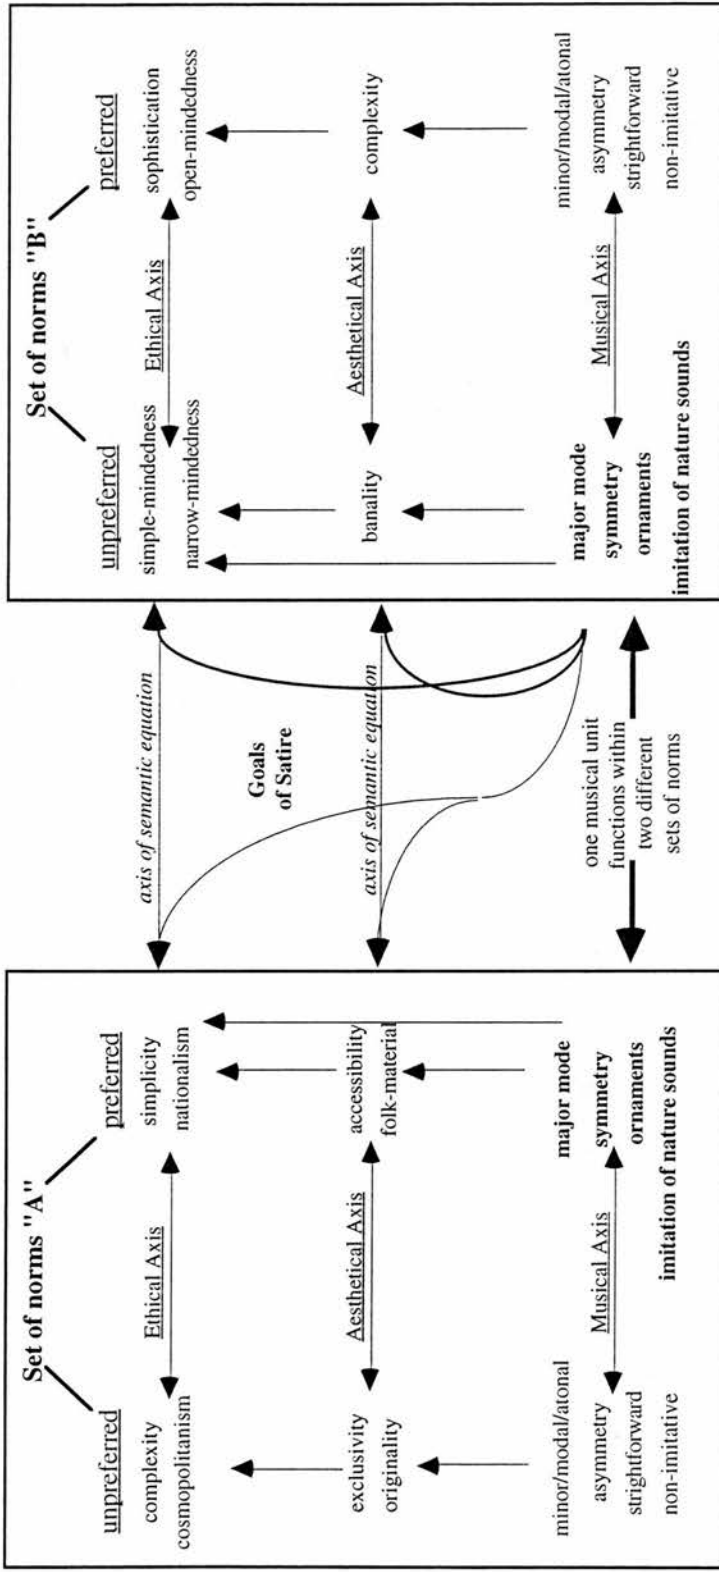 Set of norms "A"
unpreferred
preferred
complexity
cosmopolitanism
Ethical Axis
simplicity
nationalism
exclusivity
originality
Aesthetical Axis
accessibility
folk-material
minor/modal/atonal
asymmetry
strightforward
non-imitative
Musical Axis
major mode
symmetry
ornaments
imitation of nature sounds
axis of semantic equation
Goals
of Satire
axis of semantic equation
one musical unit
functions within
two different
sets of norms
Set of norms "B"
unpreferred
preferred
simple-mindedness
narrow-mindedness
Ethical Axis
sophistication
open-mindedness
banality
Aesthetical Axis
complexity
major mode
symmetry
ornaments
imitation of nature sounds
Musical Axis
minor/modal/atonal
asymmetry
strightforward
non-imitative